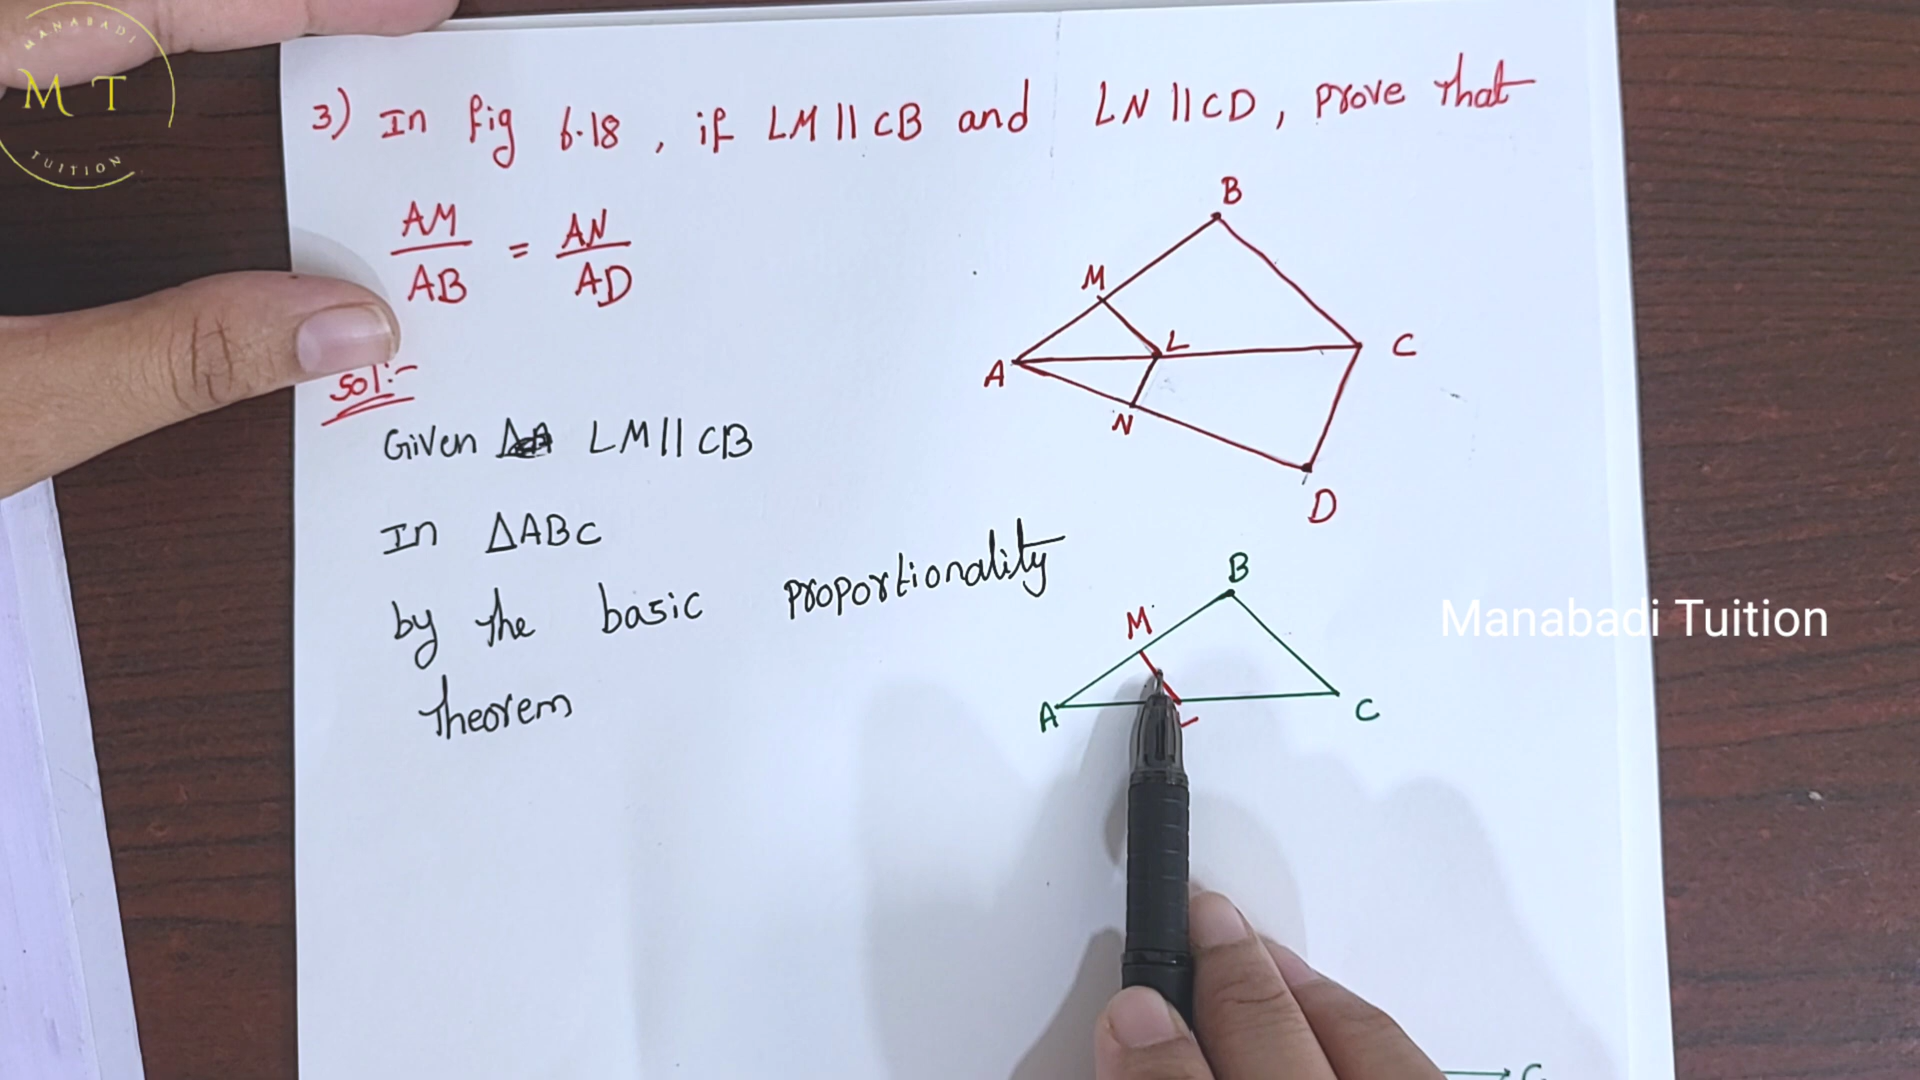 MANABADI
M T
TUITION
3) In fig 6.18, if LM || CB and LN || CD, prove that
AM/AB = AN/AD
B
M
L
C
A
N
D
Sol:-
Given LM || CB
In ΔABC
by the basic proportionality
theorem
B
M
A
C
Manabadi Tuition